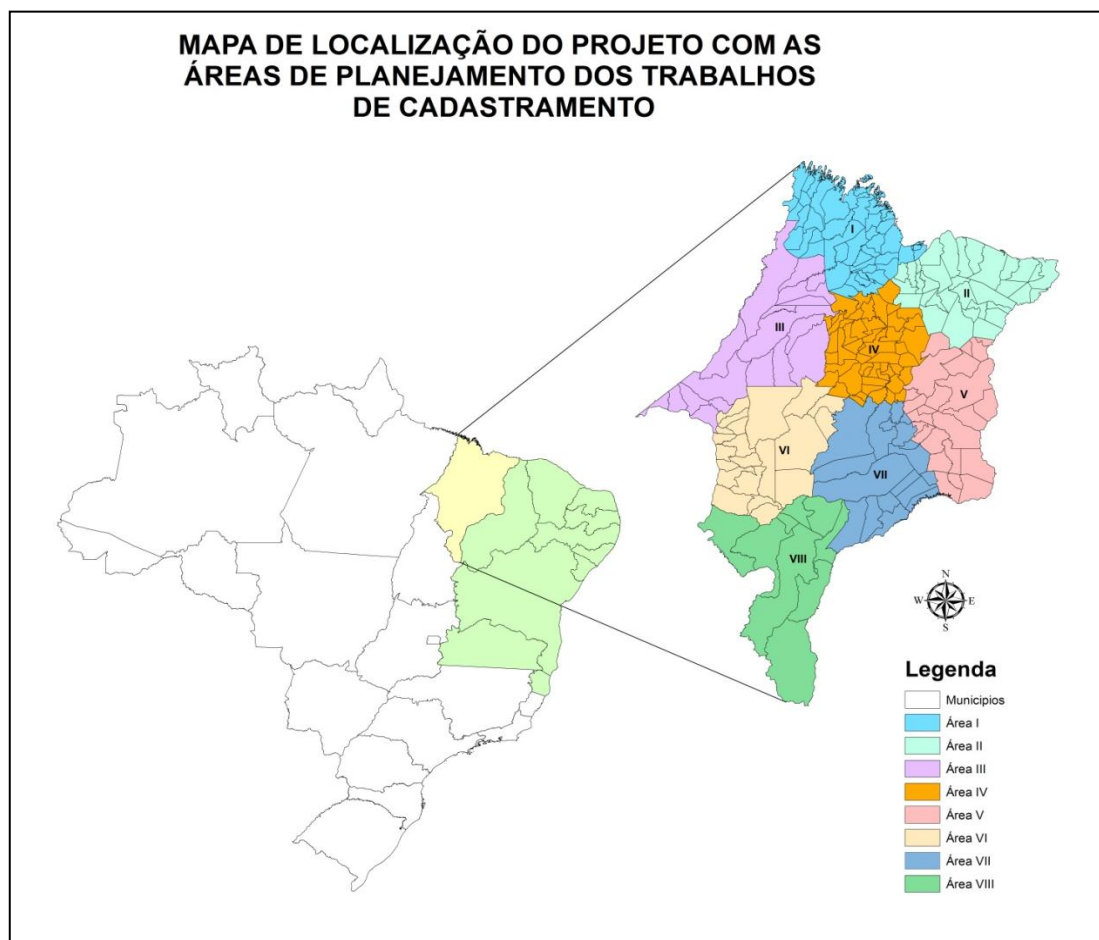 MAPA DE LOCALIZAÇÃO DO PROJETO COM AS
ÁREAS DE PLANEJAMENTO DOS TRABALHOS
DE CADASTRAMENTO
I
II
III
IV
V
VI
VII
VIII
N
W E
S
Legenda
Municipios
Área I
Área II
Área III
Área IV
Área V
Área VI
Área VII
Área VIII